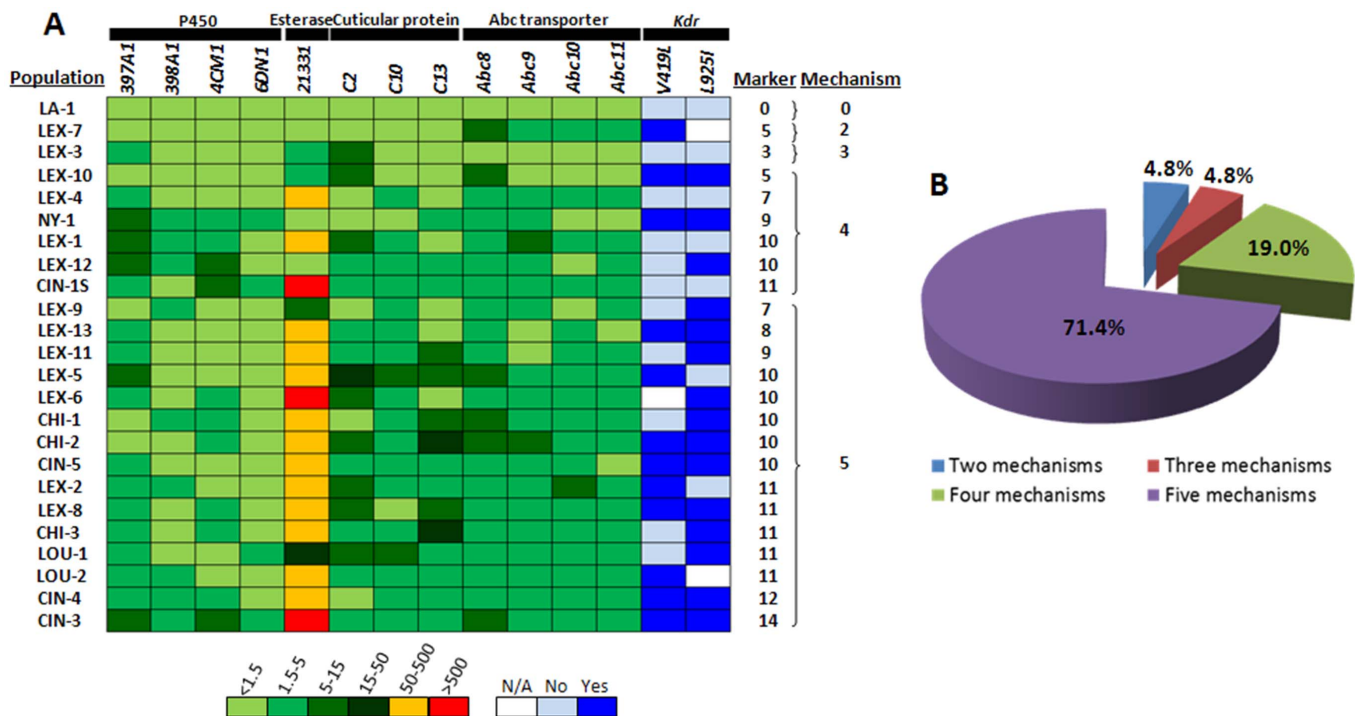 A
P450 Esterase Cuticular protein Abc transporter Kdr
Population 397A1 398A1 4CM1 6DN1 21331 C2 C10 C13 Abc8 Abc9 Abc10 Abc11 V419L L925I Marker Mechanism
LA-1 0 0
LEX-7 5 2
LEX-3 3 3
LEX-10 5
LEX-4 7
NY-1 9
4
LEX-1 10
LEX-12 10
CIN-1S 11
LEX-9 7
LEX-13 8
LEX-11 9
LEX-5 10
LEX-6 10
CHI-1 10
CHI-2 10
CIN-5 10 5
LEX-2 11
LEX-8 11
CHI-3 11
LOU-1 11
LOU-2 11
CIN-4 12
CIN-3 14
<1.5 1.5-5 5-15 15-50 50-500 >500
N/A No Yes
B
4.8% 4.8%
19.0%
71.4%
Two mechanisms Three mechanisms
Four mechanisms Five mechanisms